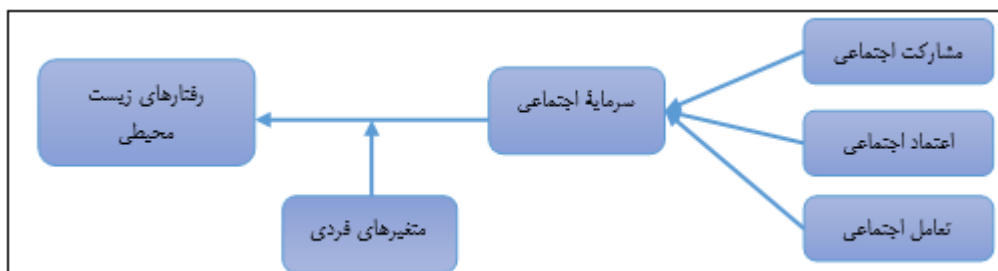 مشارکت اجتماعی
اعتماد اجتماعی
تعامل اجتماعی
سرمایهٔ اجتماعی
متغیرهای فردی
رفتارهای زیست
محیطی